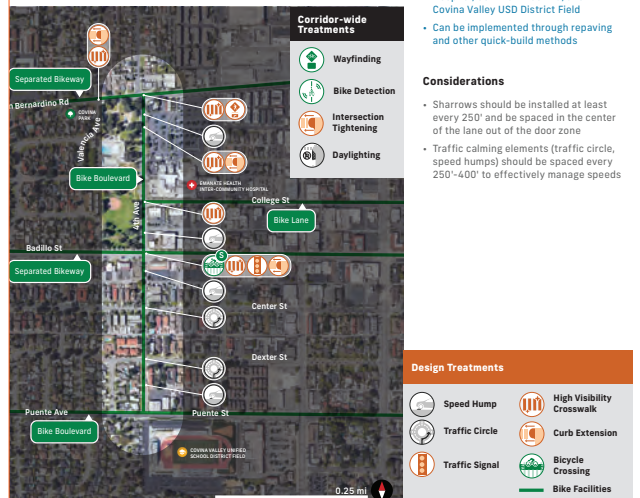 Covina Valley USD District Field
• Can be implemented through repaving
and other quick-build methods
Considerations
• Sharrows should be installed at least
every 250' and be spaced in the center
of the lane out of the door zone
• Traffic calming elements (traffic circle,
speed humps) should be spaced every
250'-400' to effectively manage speeds
Corridor-wide
Treatments
Wayfinding
Bike Detection
Intersection
Tightening
Daylighting
Separated Bikeway
n Bernardino Rd
COVINA
PARK
Valencia Ave
Bike Boulevard
4th Ave
EMANATE HEALTH
INTER-COMMUNITY HOSPITAL
College St
Bike Lane
Badillo St
Separated Bikeway
S
Center St
Dexter St
Puente Ave
Puente St
Bike Boulevard
COVINA VALLEY UNIFIED
SCHOOL DISTRICT FIELD
0.25 mi
Design Treatments
Speed Hump
Traffic Circle
Traffic Signal
High Visibility
Crosswalk
Curb Extension
Bicycle
Crossing
Bike Facilities